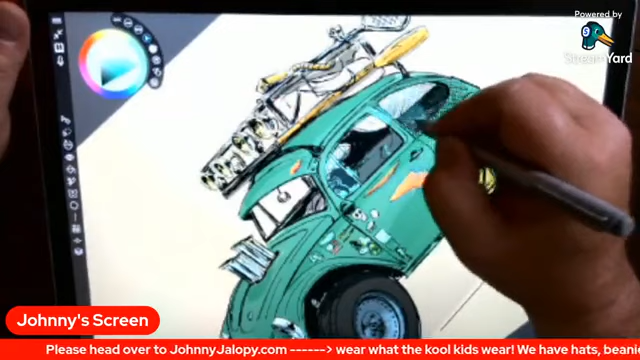 Powered by
StreamYard
Johnny's Screen
Please head over to JohnnyJalopy.com ------> wear what the kool kids wear! We have hats, beanie